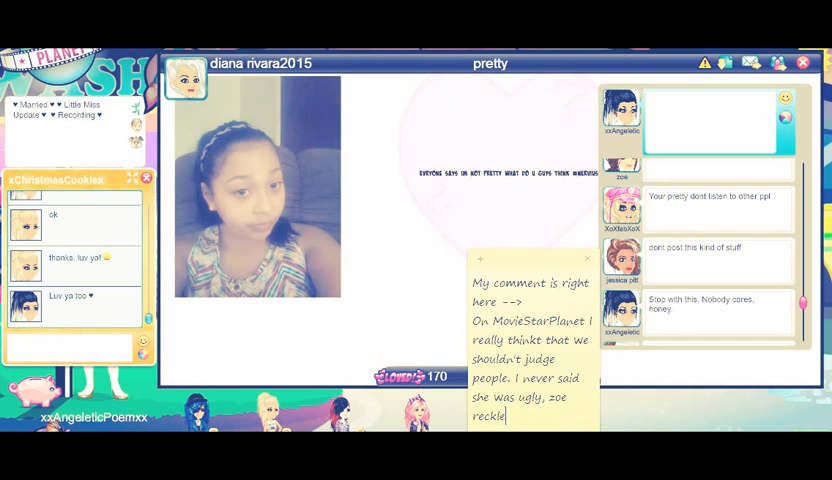 PLANET
WASH
diana rivara2015
pretty
♥ Married ♥ ♥ Little Miss
Update ♥ ♥ Recording ♥
xChristmasCookiex
ok
thanks. luv ya!
Luv ya too ♥
EVERYONE SAYS IM NOT PRETTY WHAT DO U GUYS THINK #NERVIUS
xxAngeletic
zoe
Your pretty dont listen to other ppl
XoXfabXoX
dont post this kind of stuff
jessica pitt
Stop with this. Nobody cares,
honey.
xxAngeletic
My comment is right
here -->
On MovieStarPlanet I
really thinkt that we
shouldn't judge
people. I never said
she was ugly, zoe
reckle
LOVED! 170
xxAngeleticPoemxx